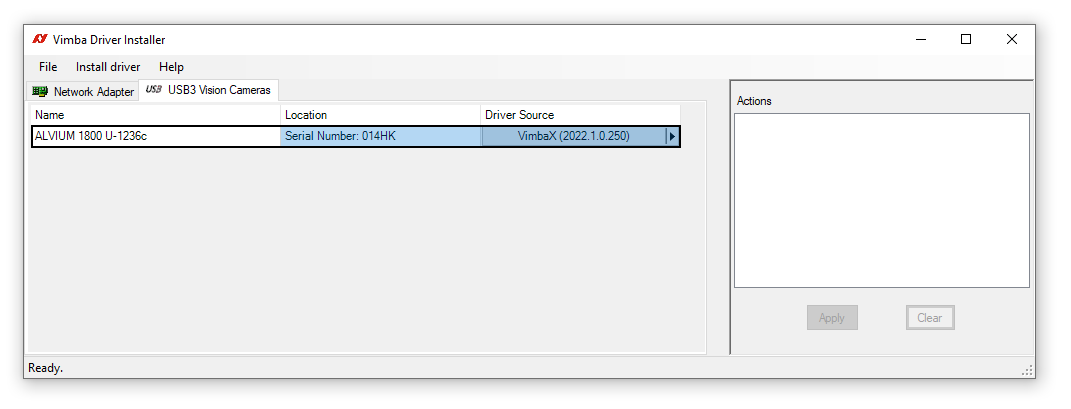 Vimba Driver Installer
File Install driver Help
Network Adapter USB USB3 Vision Cameras
Name Location Driver Source
ALVIUM 1800 U-1236c Serial Number: 014HK VimbaX (2022.1.0.250)
Actions
Apply Clear
Ready.